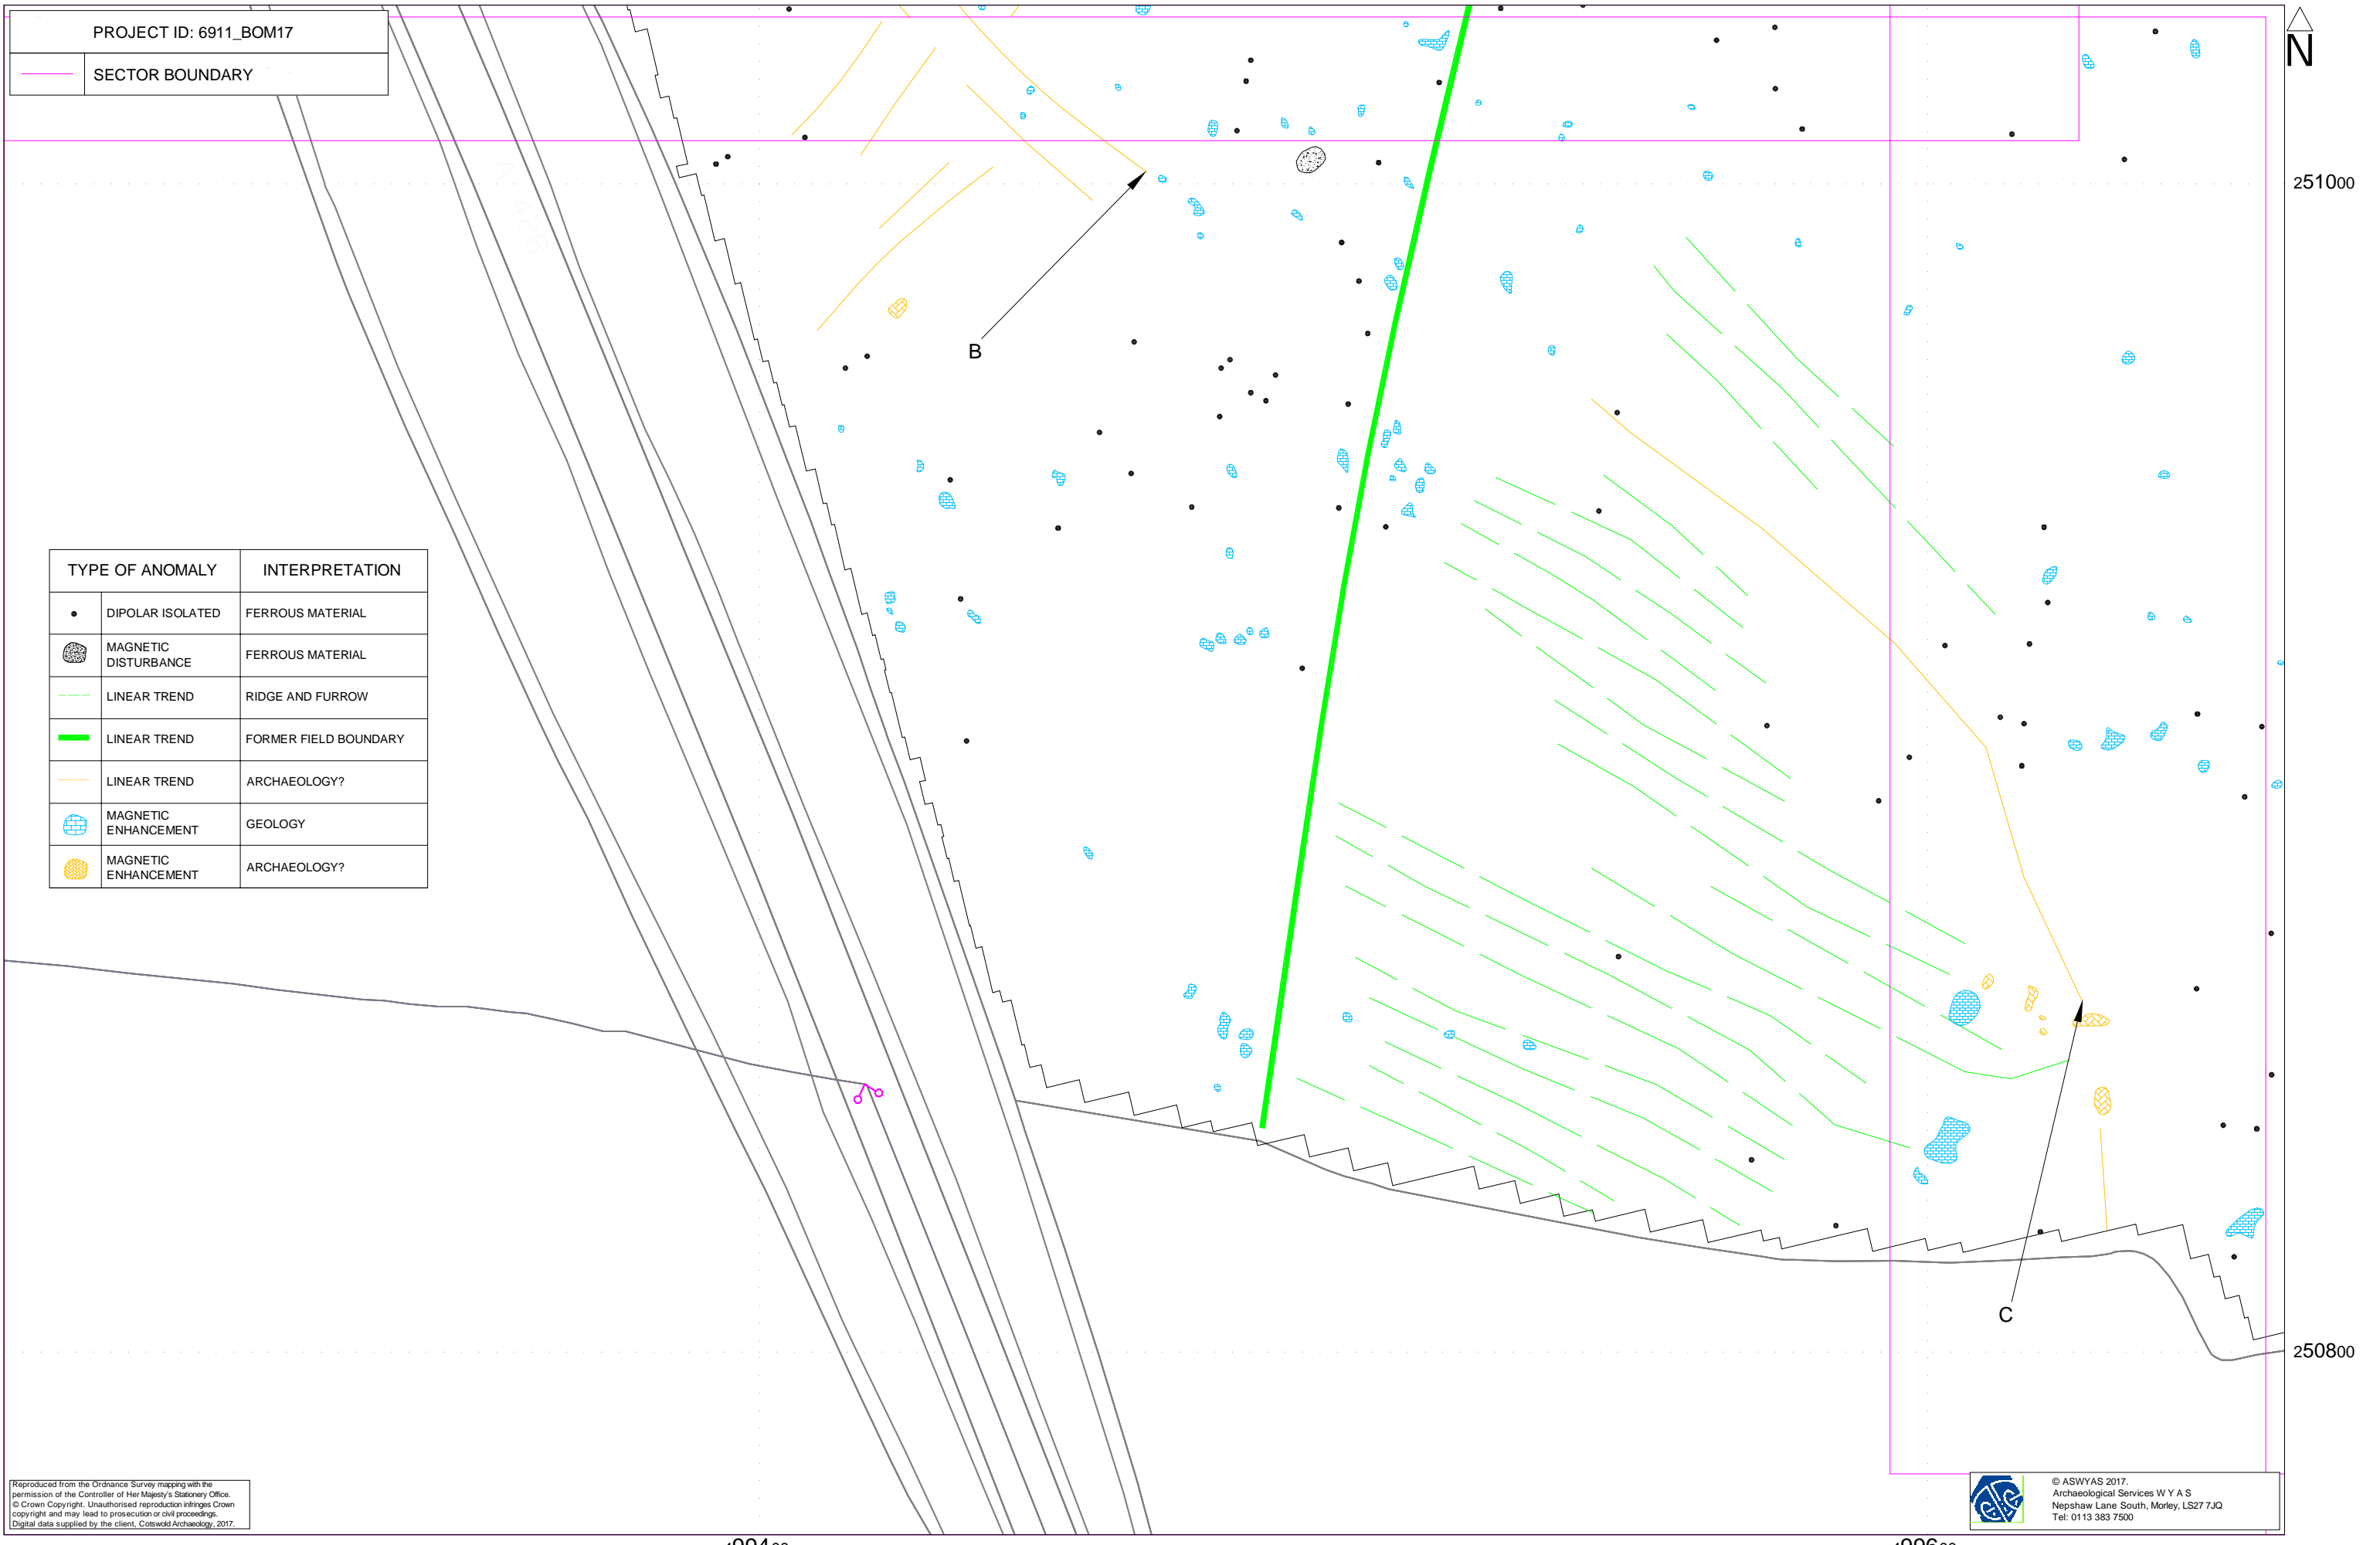 PROJECT ID: 6911_BOM17
SECTOR BOUNDARY
N
251000
B
TYPE OF ANOMALY INTERPRETATION
DIPOLAR ISOLATED FERROUS MATERIAL
MAGNETIC
DISTURBANCE
FERROUS MATERIAL
LINEAR TREND RIDGE AND FURROW
LINEAR TREND FORMER FIELD BOUNDARY
LINEAR TREND ARCHAEOLOGY?
MAGNETIC
ENHANCEMENT
GEOLOGY
MAGNETIC
ENHANCEMENT
ARCHAEOLOGY?
C
250800
Reproduced from the Ordnance Survey mapping with the
permission of the Controller of Her Majesty's Stationery Office.
© Crown Copyright. Unauthorised reproduction infringes Crown
copyright and may lead to prosecution or civil proceedings.
Digital data supplied by the client, Cotswold Archaeology, 2017.
© ASWYAS 2017.
Archaeological Services W Y A S
Nepshaw Lane South, Morley, LS27 7JQ
Tel: 0113 383 7500